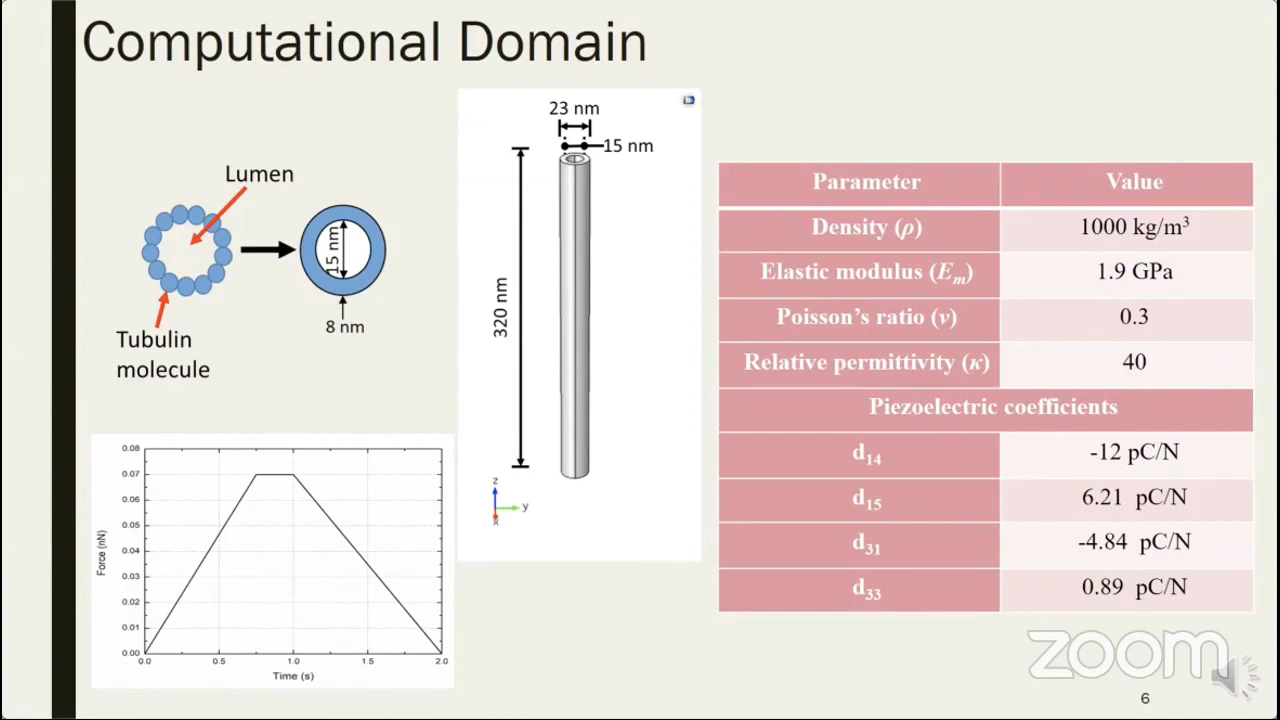 Computational Domain
Lumen
15 nm
8 nm
Tubulin
molecule
23 nm
15 nm
320 nm
z
y
x
Parameter Value
Density (ρ) 1000 kg/m³
Elastic modulus (Eₘ) 1.9 GPa
Poisson’s ratio (ν) 0.3
Relative permittivity (κ) 40
Piezoelectric coefficients
d₁₄ -12 pC/N
d₁₅ 6.21 pC/N
d₃₁ -4.84 pC/N
d₃₃ 0.89 pC/N
0.08
0.07
0.06
0.05
0.04
0.03
0.02
0.01
0.00
Force (nN)
0.0 0.5 1.0 1.5 2.0
Time (s)
zoom
6